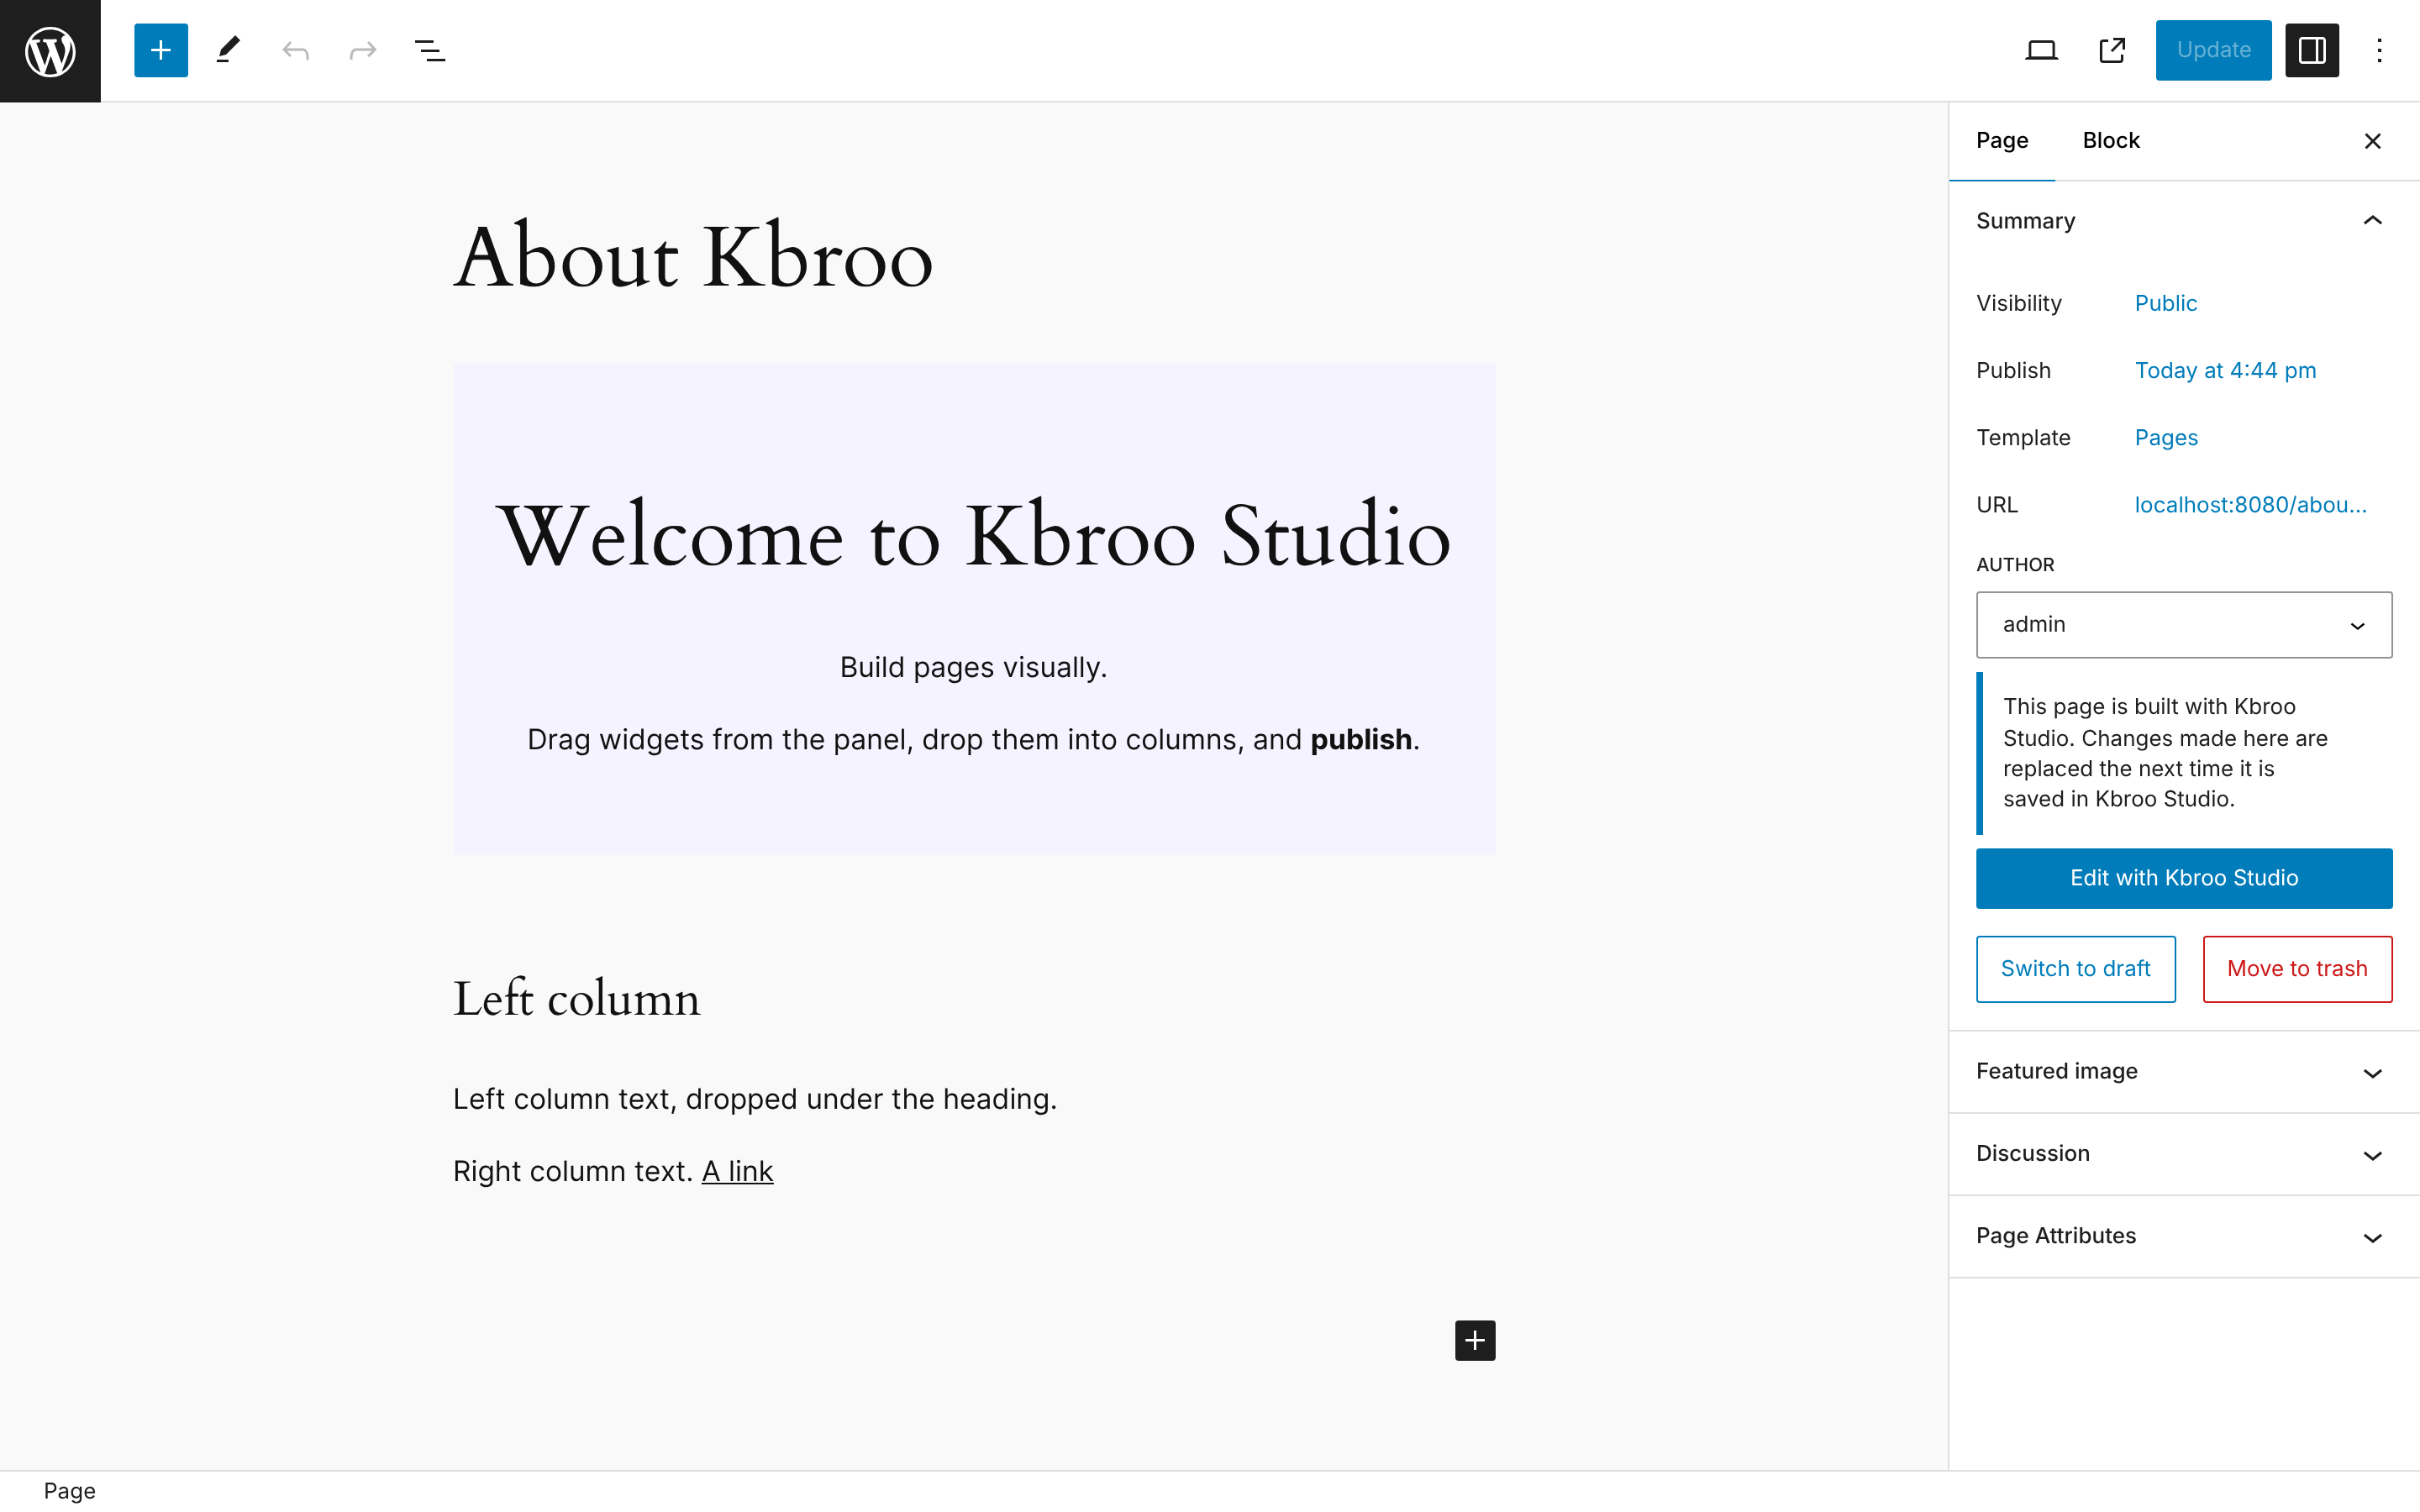 Update
Page
Block
Summary
About Kbroo
Visibility
Public
Publish
Today at 4:44 pm
Template
Pages
URL
localhost:8080/abou...
Welcome to Kbroo Studio
AUTHOR
admin
Build pages visually.
Drag widgets from the panel, drop them into columns, and publish.
This page is built with Kbroo
Studio. Changes made here are
replaced the next time it is
saved in Kbroo Studio.
Edit with Kbroo Studio
Switch to draft
Move to trash
Left column
Left column text, dropped under the heading.
Right column text. A link
Featured image
Discussion
Page Attributes
Page